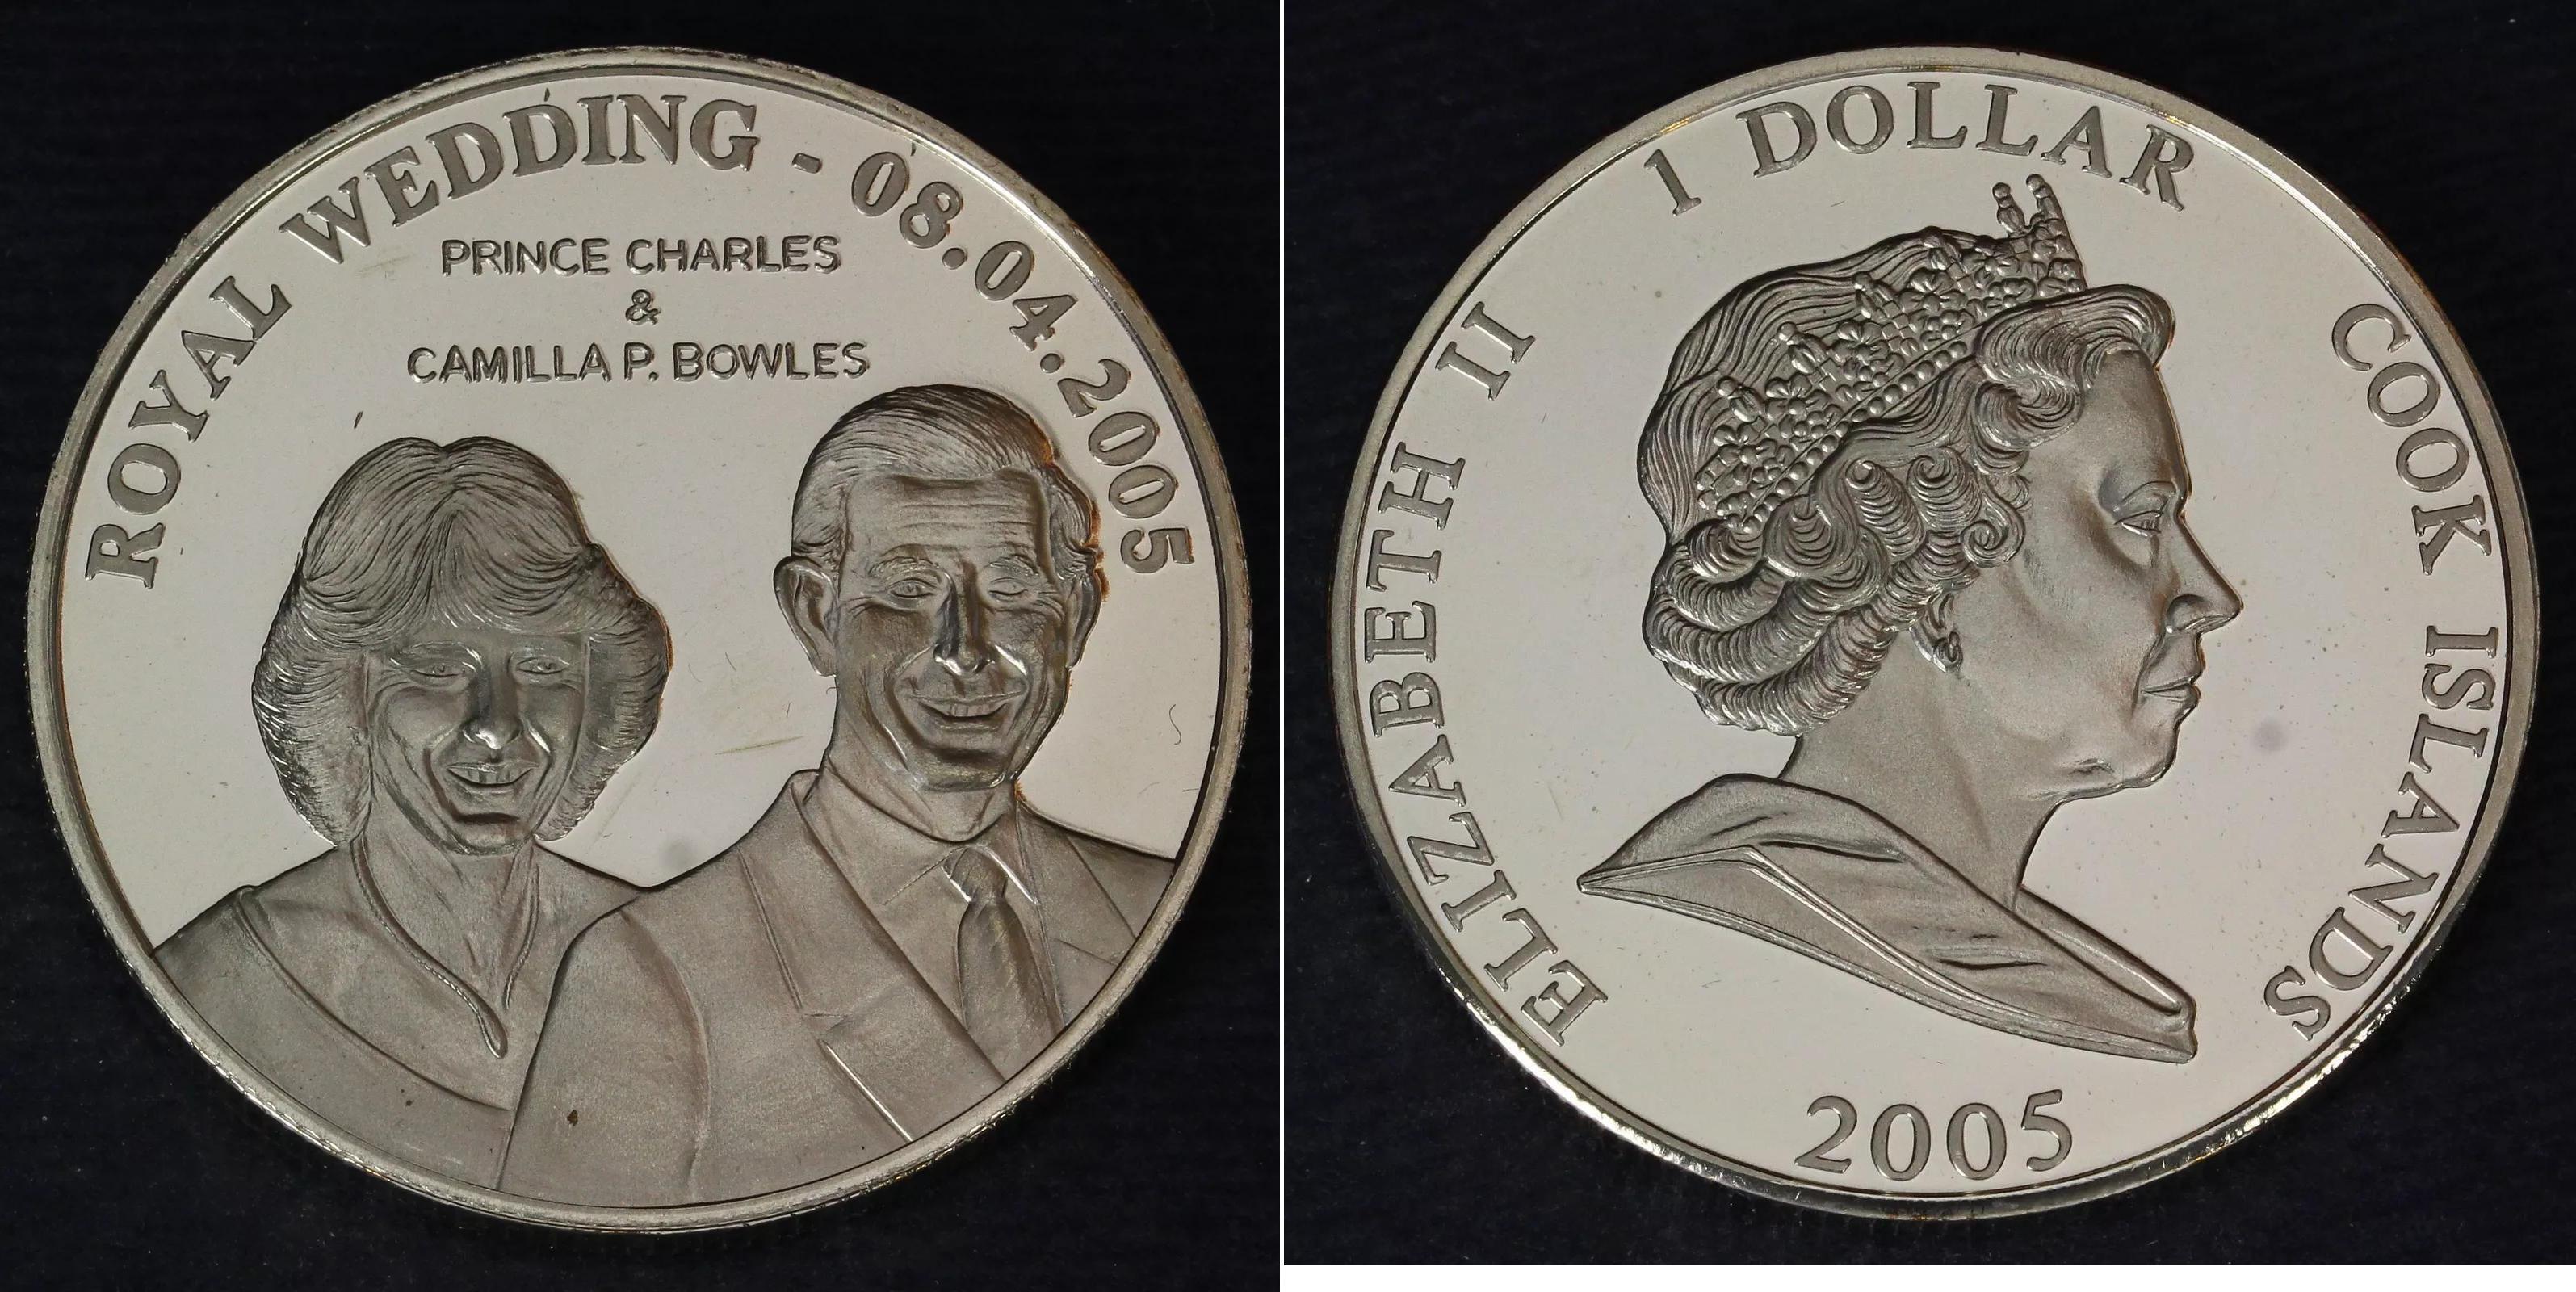 ROYAL WEDDING - 08.04.2005
PRINCE CHARLES
&
CAMILLA P. BOWLES
ELIZABETH II
1 DOLLAR
COOK ISLANDS
2005